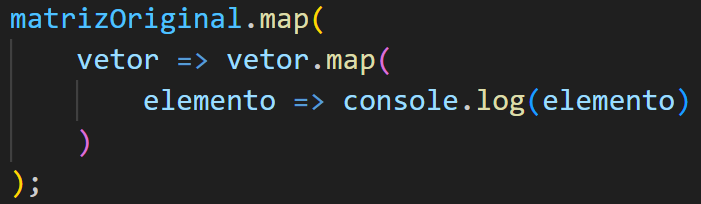 matrizOriginal.map(
    vetor => vetor.map(
        elemento => console.log(elemento)
    )
);